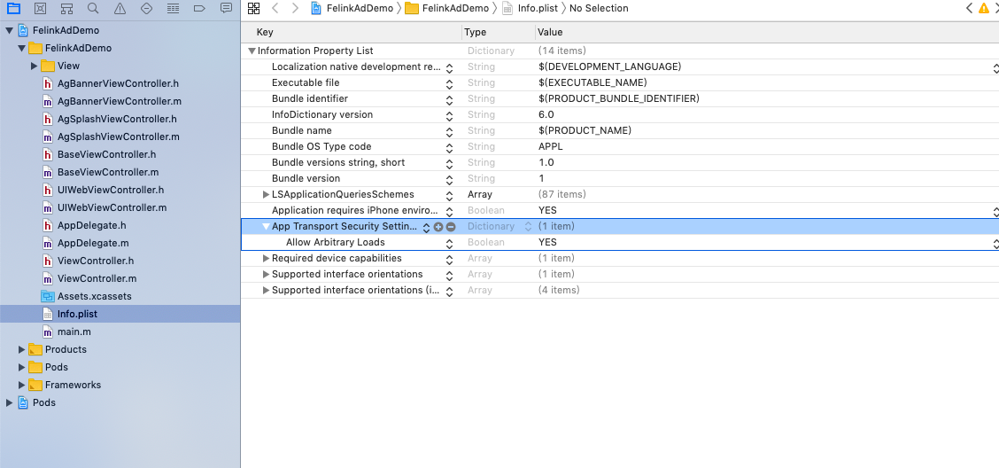 FelinkAdDemo
FelinkAdDemo
View
h AgBannerViewController.h
m AgBannerViewController.m
h AgSplashViewController.h
m AgSplashViewController.m
h BaseViewController.h
m BaseViewController.m
h UIWebViewController.h
m UIWebViewController.m
h AppDelegate.h
m AppDelegate.m
h ViewController.h
m ViewController.m
Assets.xcassets
Info.plist
m main.m
Products
Pods
Frameworks
Pods
FelinkAdDemo FelinkAdDemo Info.plist No Selection
Key Type Value
Information Property List Dictionary (14 items)
Localization native development re... String $(DEVELOPMENT_LANGUAGE)
Executable file String $(EXECUTABLE_NAME)
Bundle identifier String $(PRODUCT_BUNDLE_IDENTIFIER)
InfoDictionary version String 6.0
Bundle name String $(PRODUCT_NAME)
Bundle OS Type code String APPL
Bundle versions string, short String 1.0
Bundle version String 1
LSApplicationQueriesSchemes Array (87 items)
Application requires iPhone enviro... Boolean YES
App Transport Security Settin... Dictionary (1 item)
Allow Arbitrary Loads Boolean YES
Required device capabilities Array (1 item)
Supported interface orientations Array (1 item)
Supported interface orientations (i... Array (4 items)